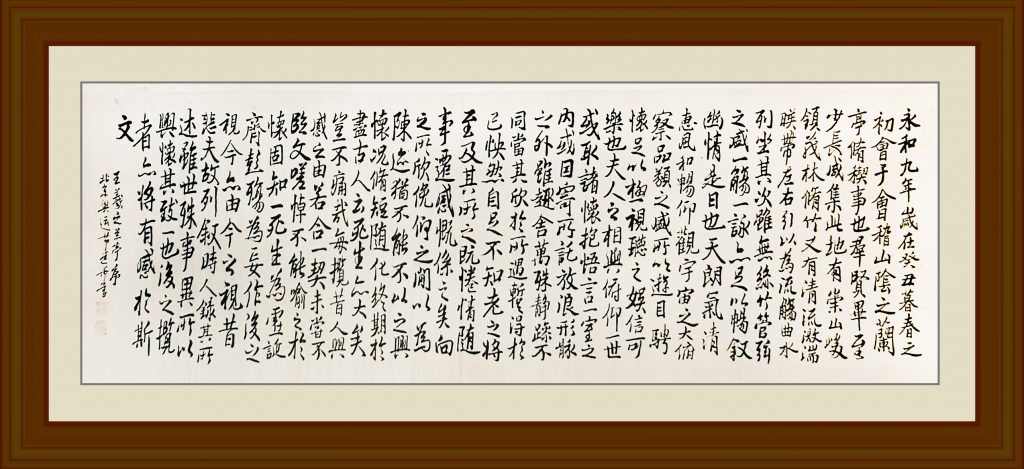 永和九年歲在癸丑暮春之
初會于會稽山陰之蘭
亭脩稧事也羣賢畢至
少長咸集此地有崇山峻
領茂林脩竹又有清流激湍
暎帶左右引以為流觴曲水
列坐其次雖無絲竹管弦
之盛一觴一詠亦足以暢叙
幽情是日也天朗氣清
惠風和暢仰觀宇宙之大俯
察品類之盛所以遊目騁
懷足以極視聽之娛信可
樂也夫人之相與俯仰一世
或取諸懷抱悟言一室之
內或因寄所託放浪形骸
之外雖趣舍萬殊靜躁不
同當其欣於所遇暫得於
己怏然自足不知老之將
至及其所之既惓情隨
事遷感慨係之矣向
之所欣俛仰之閒以為
陳迹猶不能不以之興
懷況脩短隨化終期於
盡古人云死生亦大矣
豈不痛哉每攬昔人興
感之由若合一契未嘗不
臨文嗟悼不能喻之於
懷固知一死生為虛誕
齊彭殤為妄作後之
視今亦由今之視昔
悲夫故列叙時人錄其所
述雖世殊事異所以
興懷其致一也後之攬
者亦將有感於斯
文
王羲之蘭亭序
北京 書